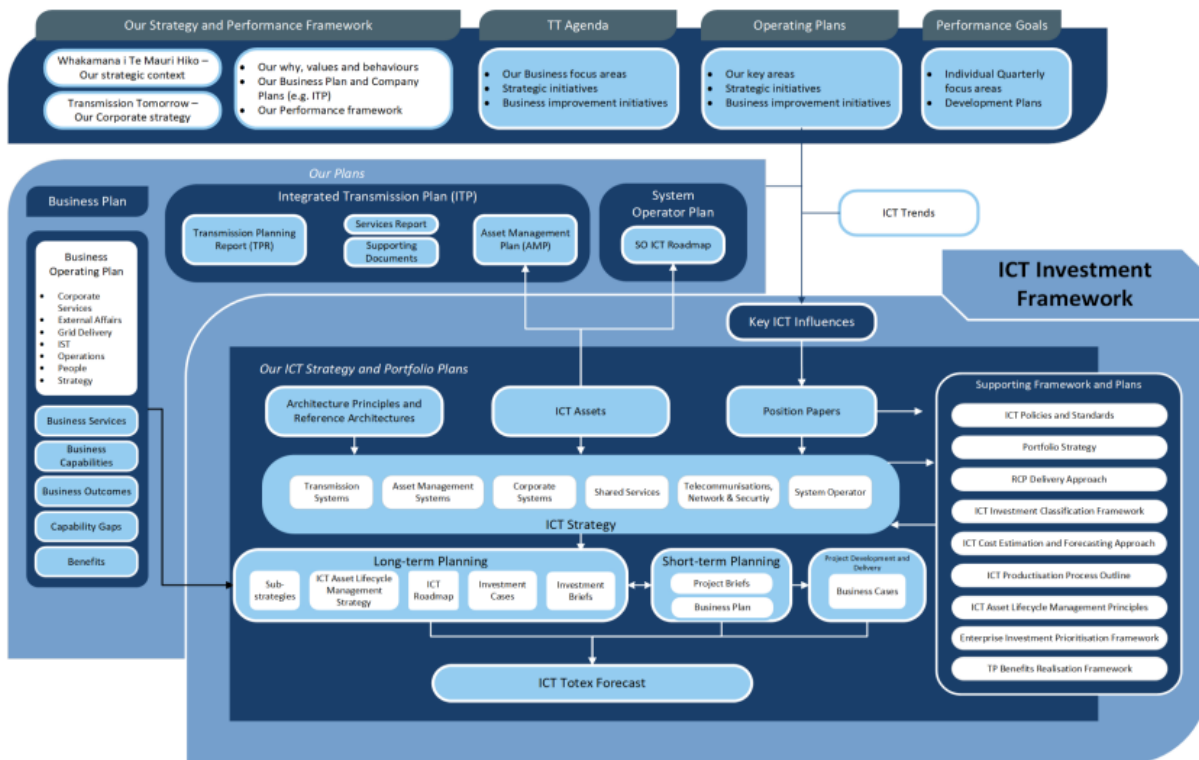 Our Strategy and Performance Framework
TT Agenda
Operating Plans
Performance Goals
Whakamana i Te Mauri Hiko –
Our strategic context
Transmission Tomorrow –
Our Corporate strategy
• Our why, values and behaviours
• Our Business Plan and Company
Plans (e.g. ITP)
• Our Performance framework
• Our Business focus areas
• Strategic initiatives
• Business improvement initiatives
• Our key areas
• Strategic initiatives
• Business improvement initiatives
• Individual Quarterly
focus areas
• Development Plans
Our Plans
Business Plan
Integrated Transmission Plan (ITP)
Transmission Planning
Report (TPR)
Services Report
Supporting
Documents
Asset Management
Plan (AMP)
System
Operator Plan
SO ICT Roadmap
ICT Trends
Business
Operating Plan
• Corporate
Services
• External Affairs
• Grid Delivery
• IST
• Operations
• People
• Strategy
Business Services
Business
Capabilities
Business Outcomes
Capability Gaps
Benefits
ICT Investment
Framework
Key ICT Influences
Our ICT Strategy and Portfolio Plans
Architecture Principles and
Reference Architectures
ICT Assets
Position Papers
Transmission
Systems
Asset Management
Systems
Corporate
Systems
Shared Services
Telecommunisations,
Network & Securtiy
System Operator
ICT Strategy
Long-term Planning
Sub-
strategies
ICT Asset Lifecycle
Management
Strategy
ICT
Roadmap
Investment
Cases
Investment
Briefs
Short-term Planning
Project Briefs
Business Plan
Project Development and
Delivere
Business Cases
ICT Totex Forecast
Supporting Framework and Plans
ICT Policies and Standards
Portfolio Strategy
RCP Delivery Approach
ICT Investment Classification Framework
ICT Cost Estimation and Forecasting Approach
ICT Productisation Process Outline
ICT Asset Lifecycle Management Principles
Enterprise Investment Prioritisation Framework
TP Benefits Realisation Framework